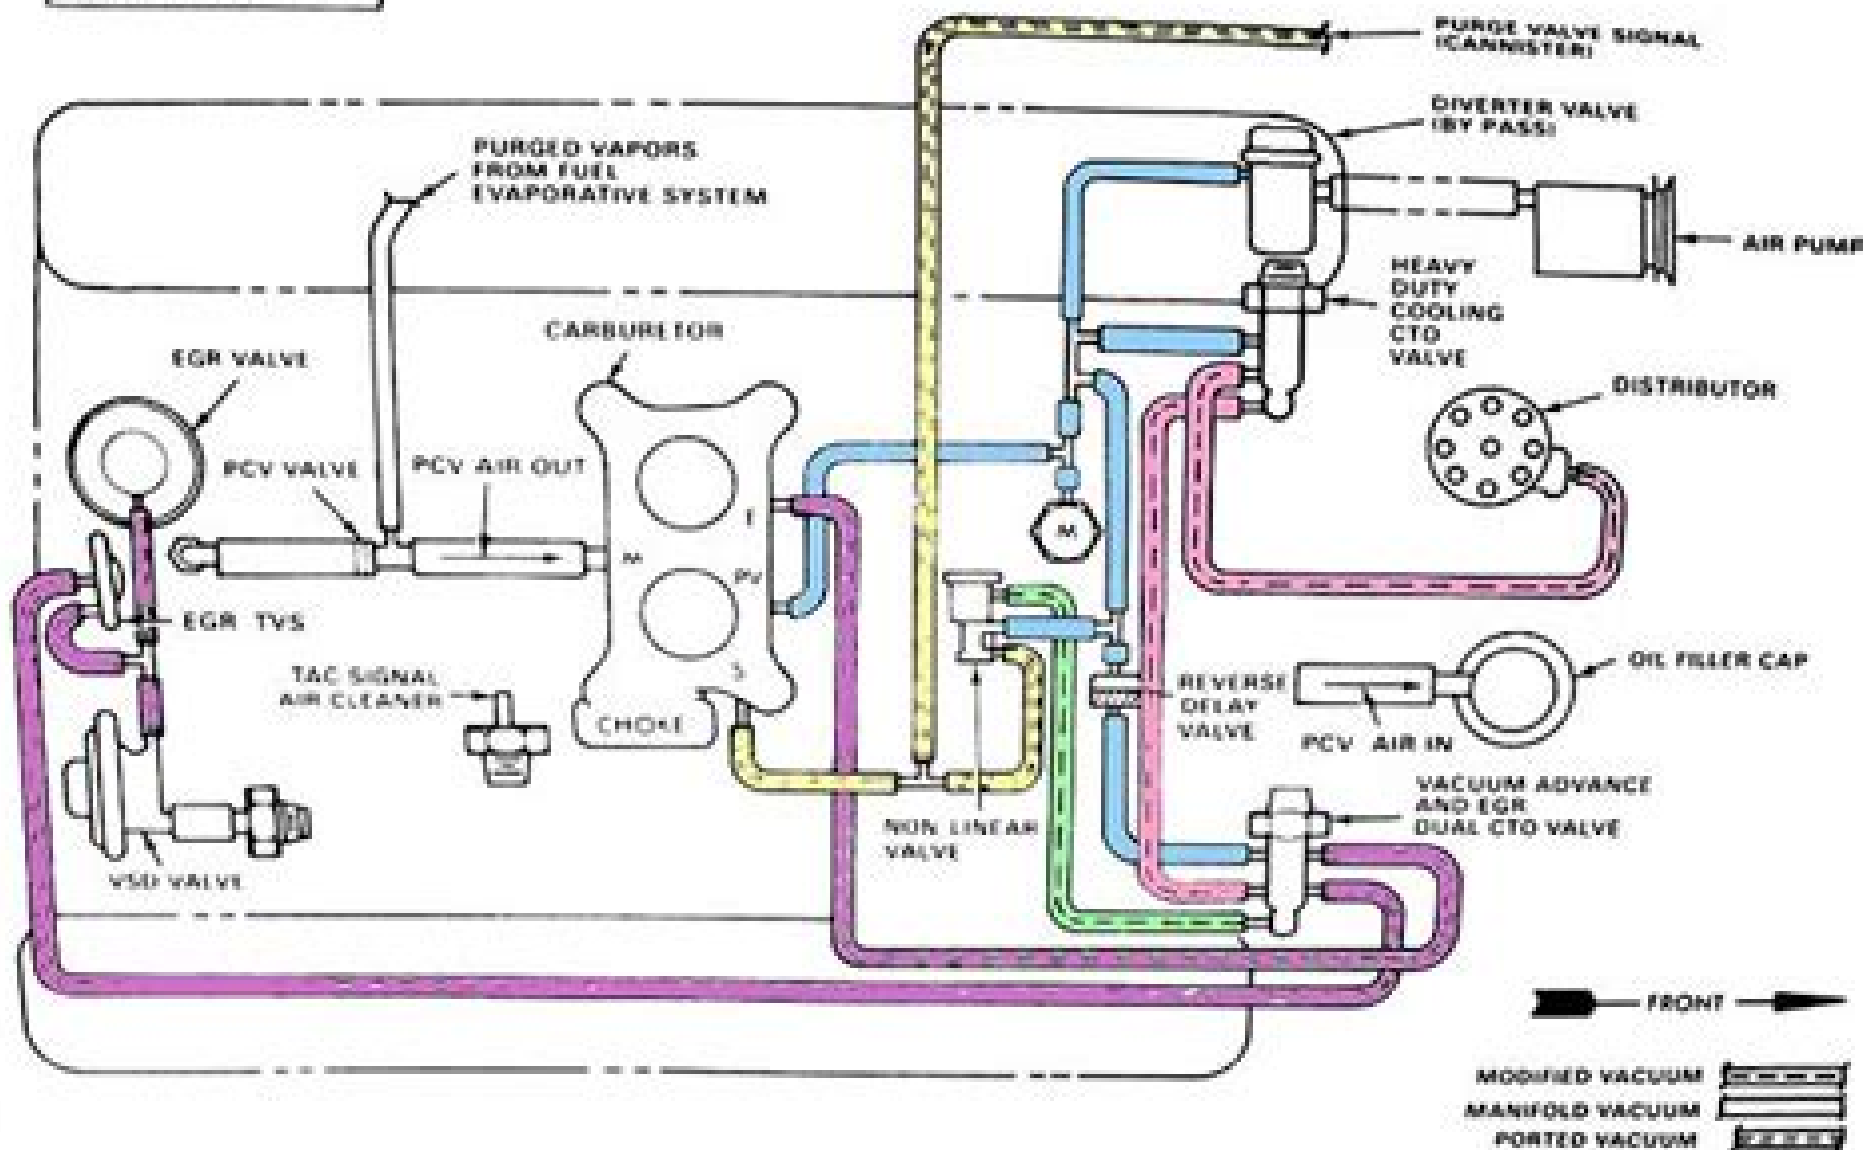 PURGE VALVE SIGNAL
(CANNISTER)
DIVERTER VALVE
(BY PASS)
PURGED VAPORS
FROM FUEL
EVAPORATIVE SYSTEM
AIR PUMP
HEAVY
DUTY
COOLING
CTO
VALVE
CARBURETOR
EGR VALVE
DISTRIBUTOR
PCV VALVE
PCV AIR OUT
E
M
M
PV
EGR TVS
S
TAC SIGNAL
AIR CLEANER
CHOKE
REVERSE
DELAY
VALVE
OIL FILLER CAP
PCV AIR IN
VACUUM ADVANCE
AND EGR
DUAL CTO VALVE
NON LINEAR
VALVE
VSD VALVE
FRONT
MODIFIED VACUUM
MANIFOLD VACUUM
PORTED VACUUM